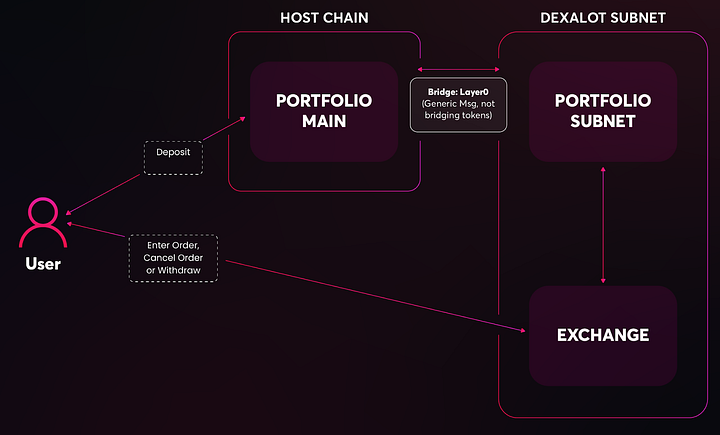 HOST CHAIN
DEXALOT SUBNET
PORTFOLIO
MAIN
Bridge: Layer0
(Generic Msg, not
bridging tokens)
PORTFOLIO
SUBNET
Deposit
User
Enter Order,
Cancel Order
or Withdraw
EXCHANGE